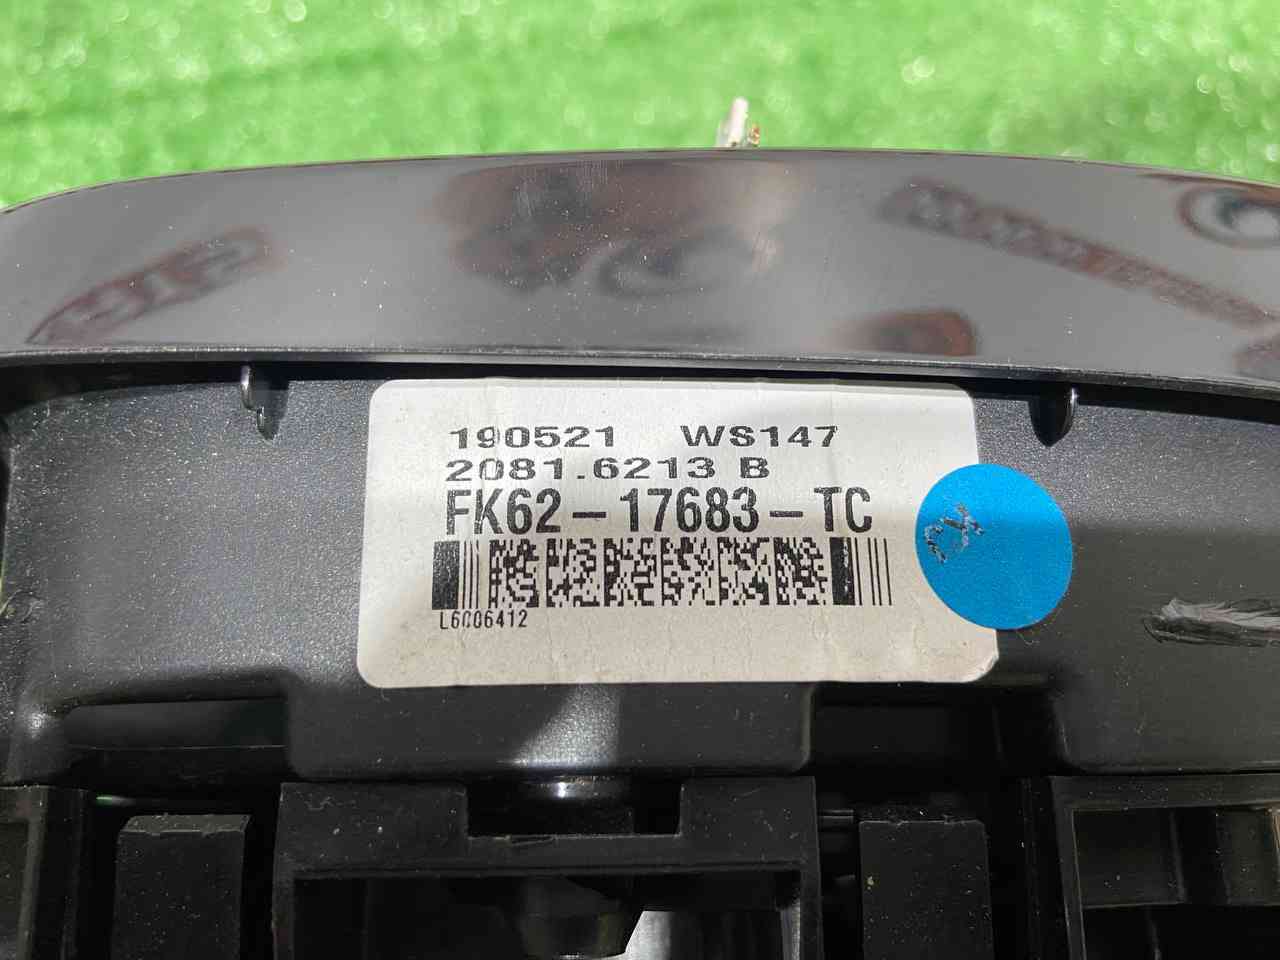 190521 WS147
2081.6213 B
FK62-17683-TC
L6006412